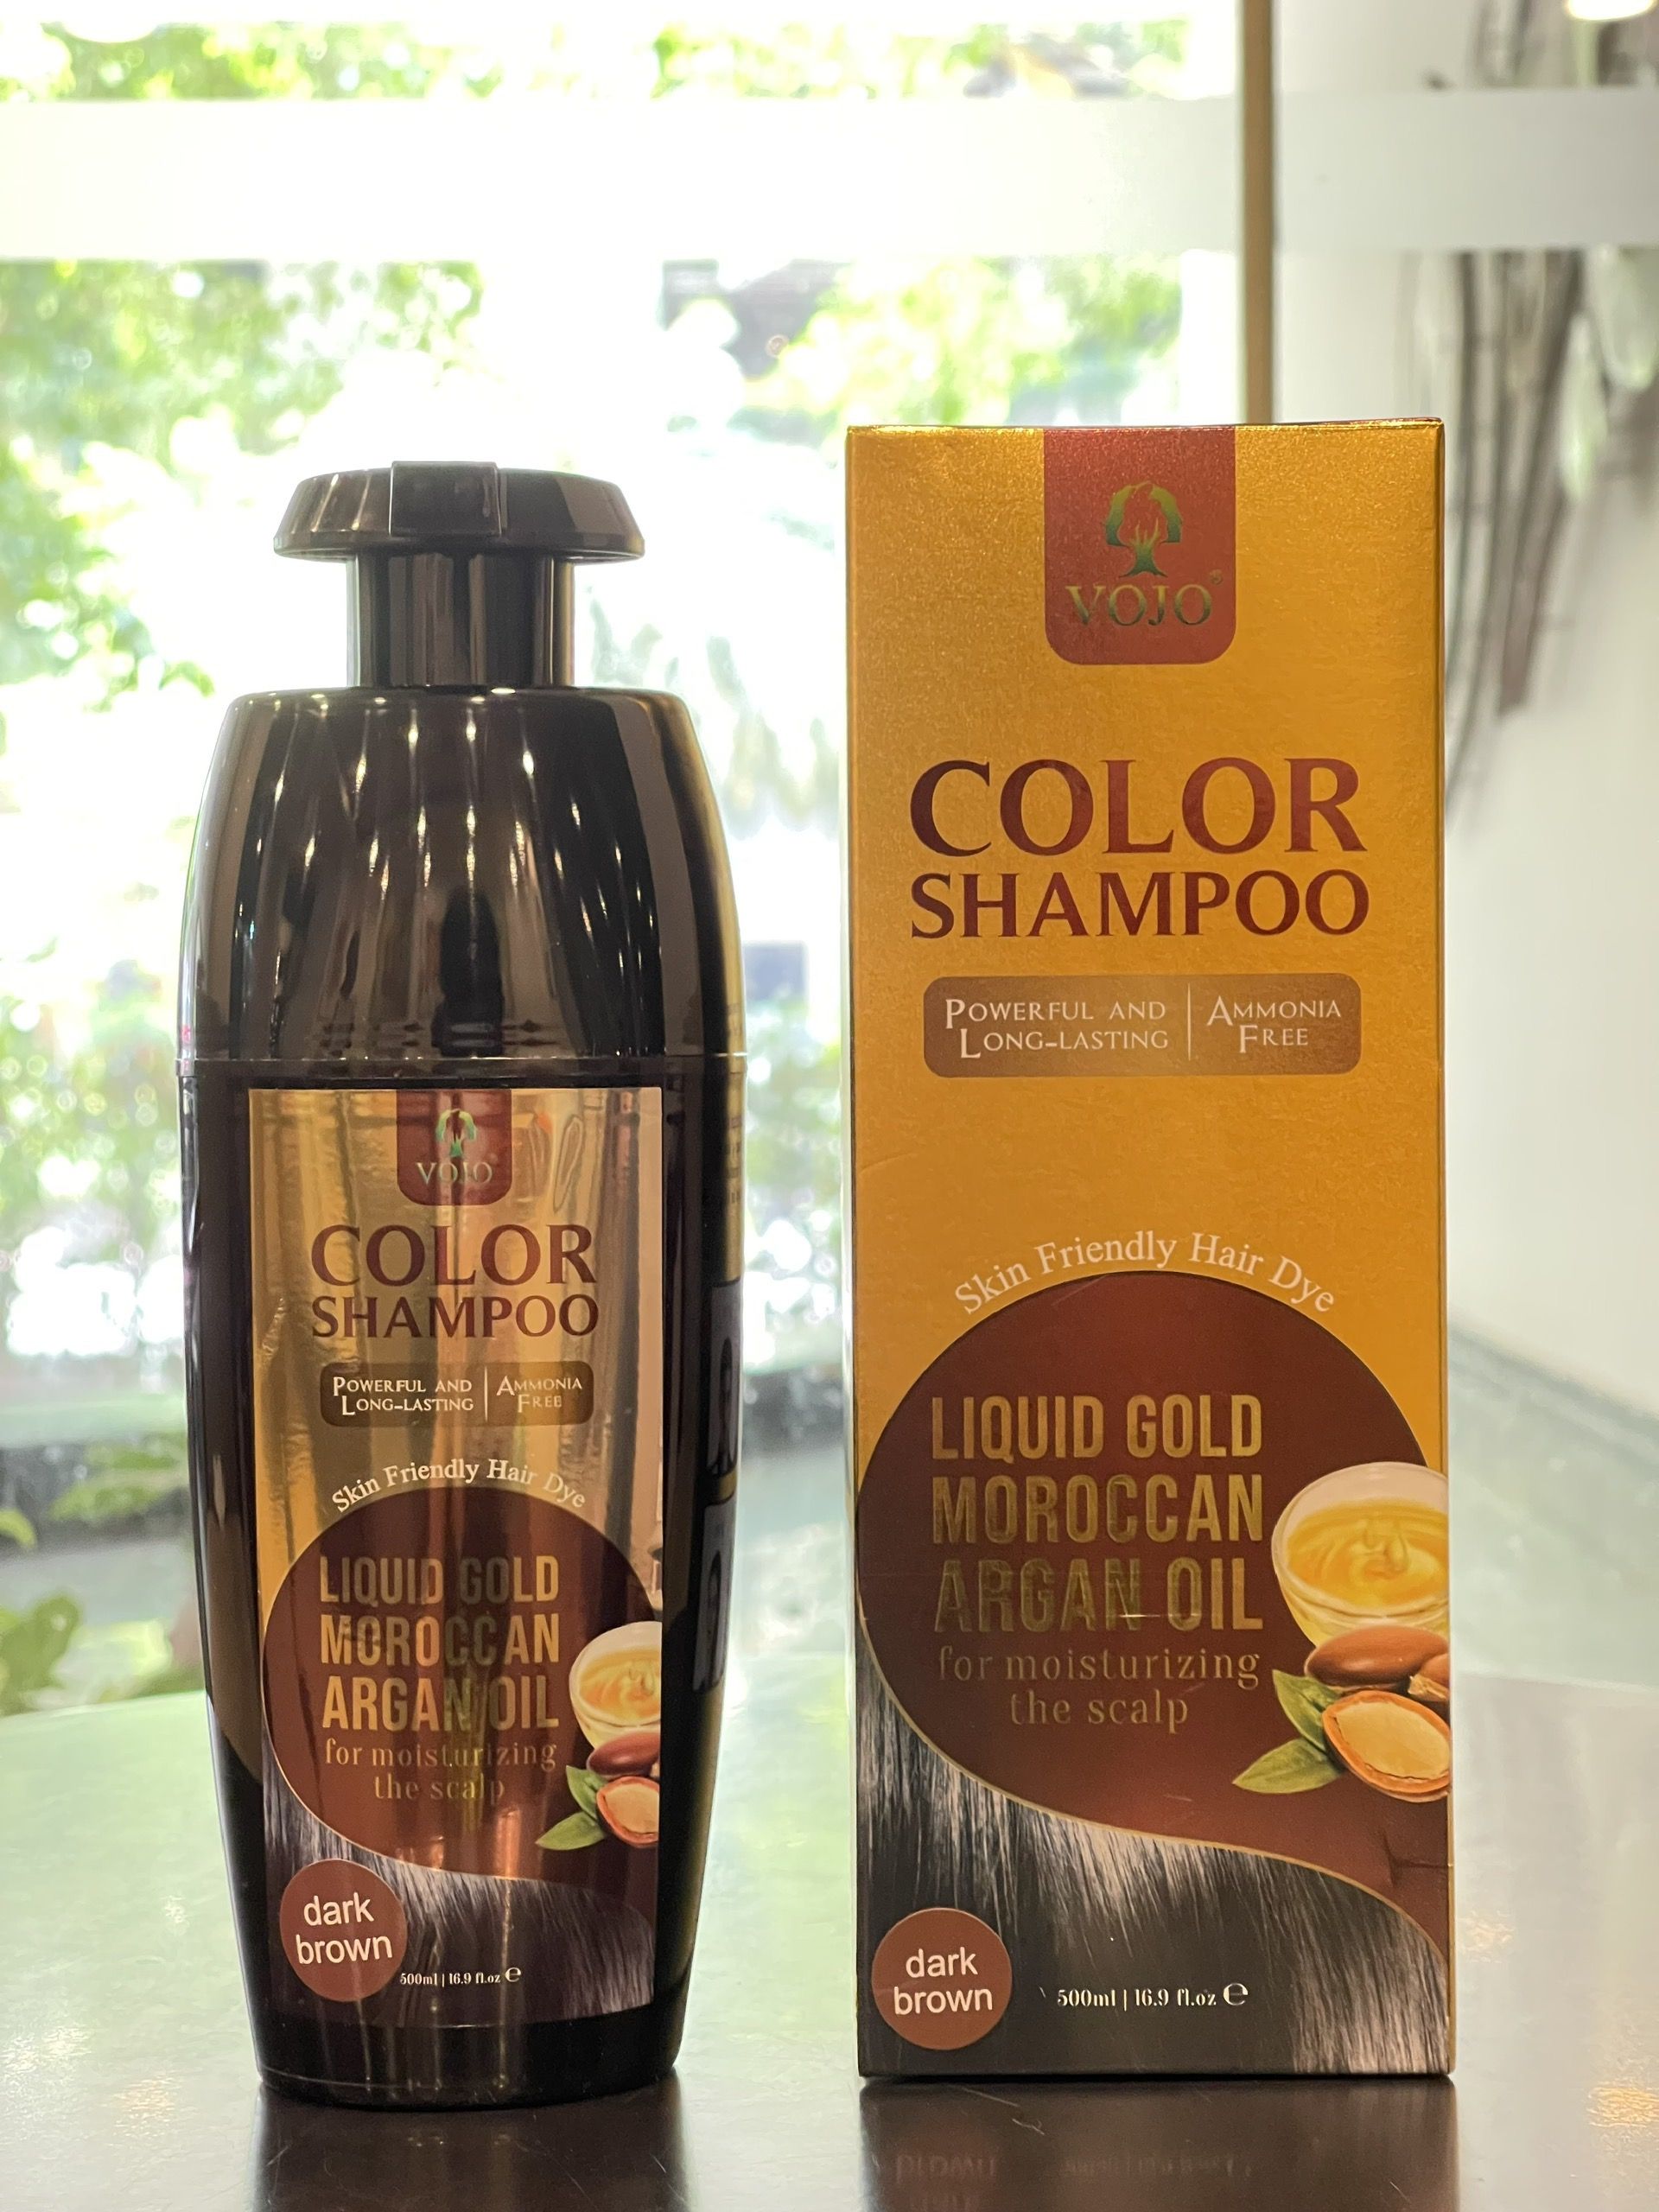 VOJO
COLOR
SHAMPOO
POWERFUL AND
LONG-LASTING
AMMONIA
FREE
Skin Friendly Hair Dye
LIQUID GOLD
MOROCCAN
ARGAN OIL
for moisturizing
the scalp
dark
brown
500ml | 16.9 fl.oz ℮
VOJO®
COLOR
SHAMPOO
POWERFUL AND
LONG-LASTING
AMMONIA
FREE
Skin Friendly Hair Dye
LIQUID GOLD
MOROCCAN
ARGAN OIL
for moisturizing
the scalp
dark
brown
500ml | 16.9 fl.oz ℮